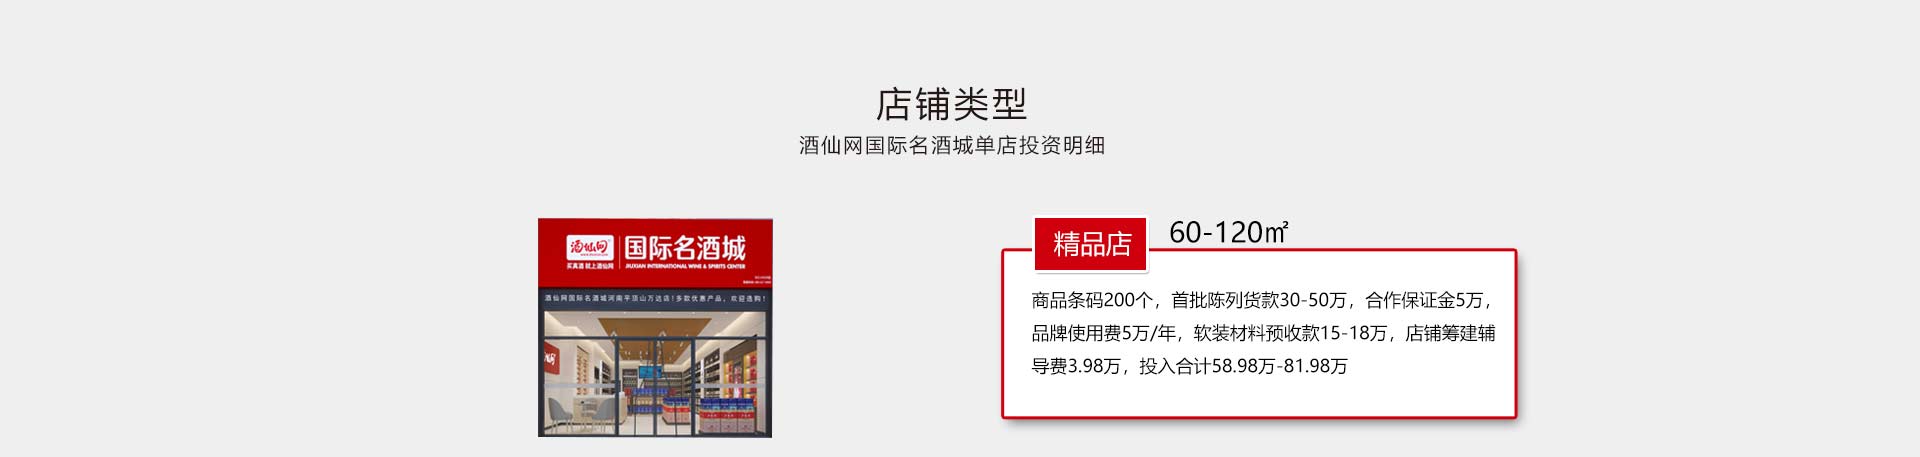 店铺类型
酒仙网国际名酒城单店投资明细
酒仙网
国际名酒城
买真酒 就上酒仙网
JIUXIAN INTERNATIONAL WINE & SPIRITS CENTER
酒仙网国际名酒城河南平顶山万达店!多款优惠产品，欢迎选购!
精品店
60-120㎡
商品条码200个，首批陈列货款30-50万，合作保证金5万，
品牌使用费5万/年，软装材料预收款15-18万，店铺筹建辅
导费3.98万，投入合计58.98万-81.98万